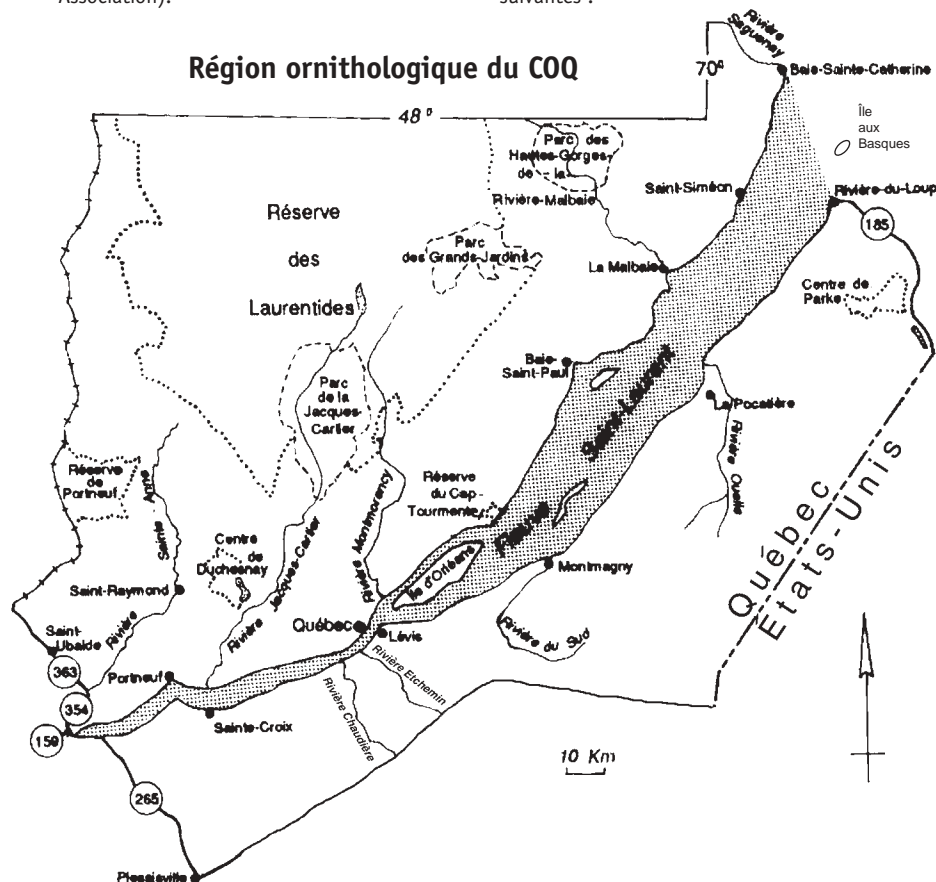 Association).
suivantes :
Région ornithologique du COQ
Rivière
Saguenay
70°
Baie-Sainte-Catherine
48°
Île
aux
Basques
Parc des
Hautes-Gorges-
de - la-
Rivière-Malbaie
Saint-Siméon
Rivière-du-Loup
185
Réserve
des
Laurentides
Parc
des Grands-Jardins
La Malbaie
Centre de
Parke
Baie-
Saint-Paul
Parc
de la
Jacques-
Cartier
La Pocatière
Fleuve Saint-Laurent
Rivière Ouelle
Réserve
de
Portneuf
Rivière Sainte Anne
Réserve
du Cap-
Tourmente
Rivière Montmorency
Centre
de
Duchesnay
Rivière Jacques-Cartier
Île d'Orléans
Montmagny
Québec
États-Unis
Saint-Raymond
Québec
Lévis
Rivière du Sud
Saint-
Ubalde
363
Portneuf
Rivière Etchemin
354
Sainte-Croix
Rivière Chaudière
159
10 Km
265
Plessisville